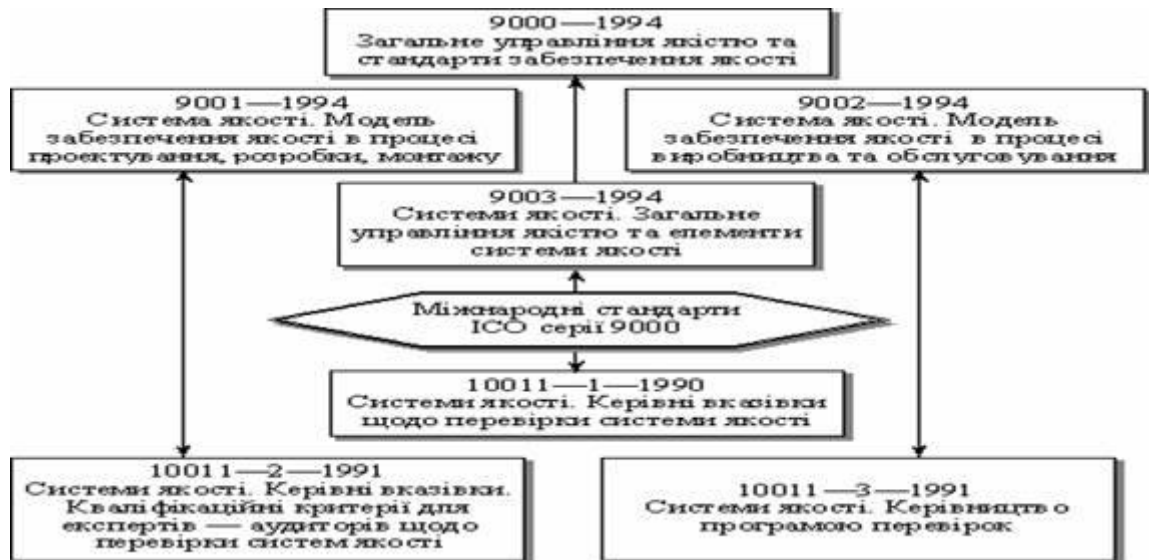 9000—1994
Загальне управління якістю та
стандарти забезпечення якості
9001—1994
Система якості. Модель
забезпечення якості в процесі
проектування, розробки, монтажу
9002—1994
Система якості. Модель
забезпечення якості в процесі
виробництва та обслуговування
9003—1994
Системи якості. Загальне
управління якістю та елементи
системи якості
Міжнародні стандарти
ІСО серії 9000
10011—1—1990
Системи якості. Керівні вказівки
щодо перевірки системи якості
10011—2—1991
Системи якості. Керівні вказівки.
Кваліфікаційні критерії для
експертів — аудиторів щодо
перевірки систем якості
10011—3—1991
Системи якості. Керівництво
програмою перевірок